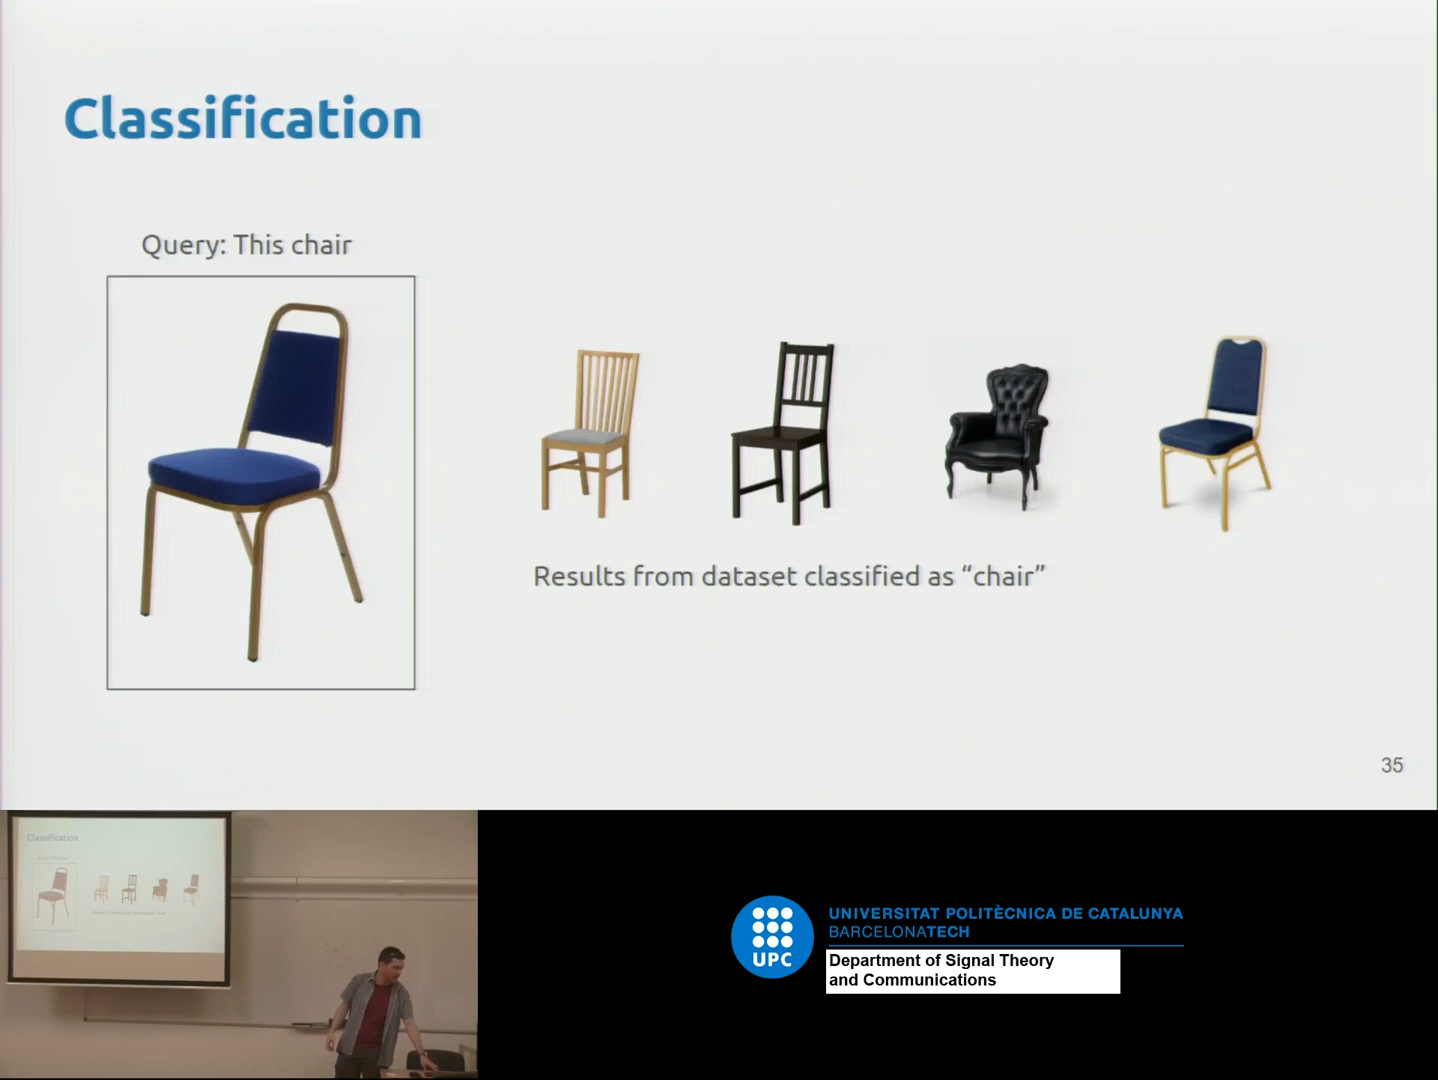 Classification
Query: This chair
Results from dataset classified as “chair”
35
Classification
UPC
UNIVERSITAT POLITÈCNICA DE CATALUNYA
BARCELONATECH
Department of Signal Theory
and Communications